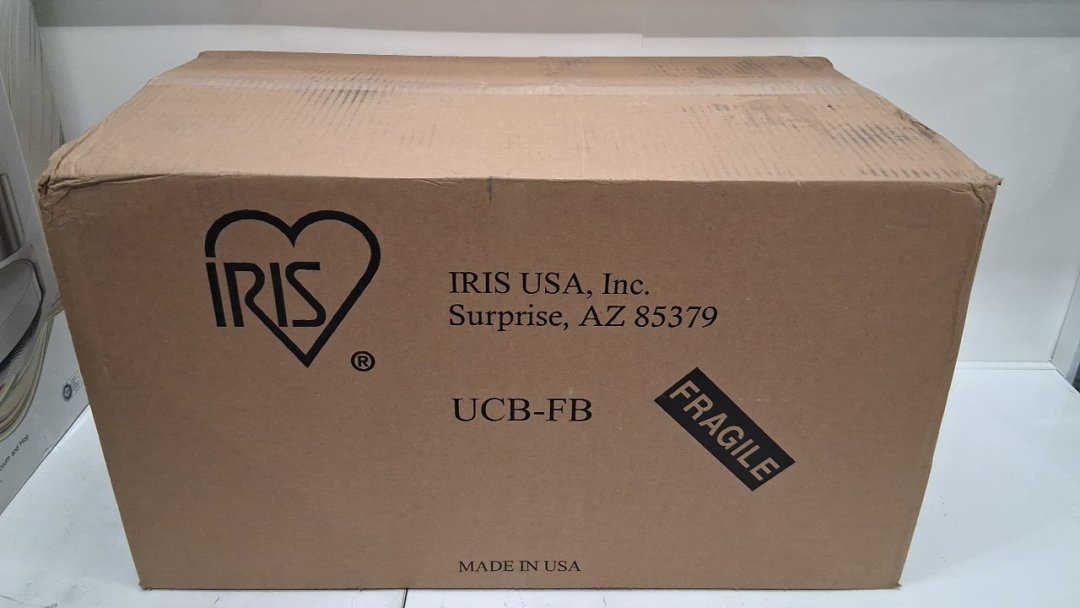 IRIS
®
IRIS USA, Inc.
Surprise, AZ 85379
UCB-FB
FRAGILE
MADE IN USA